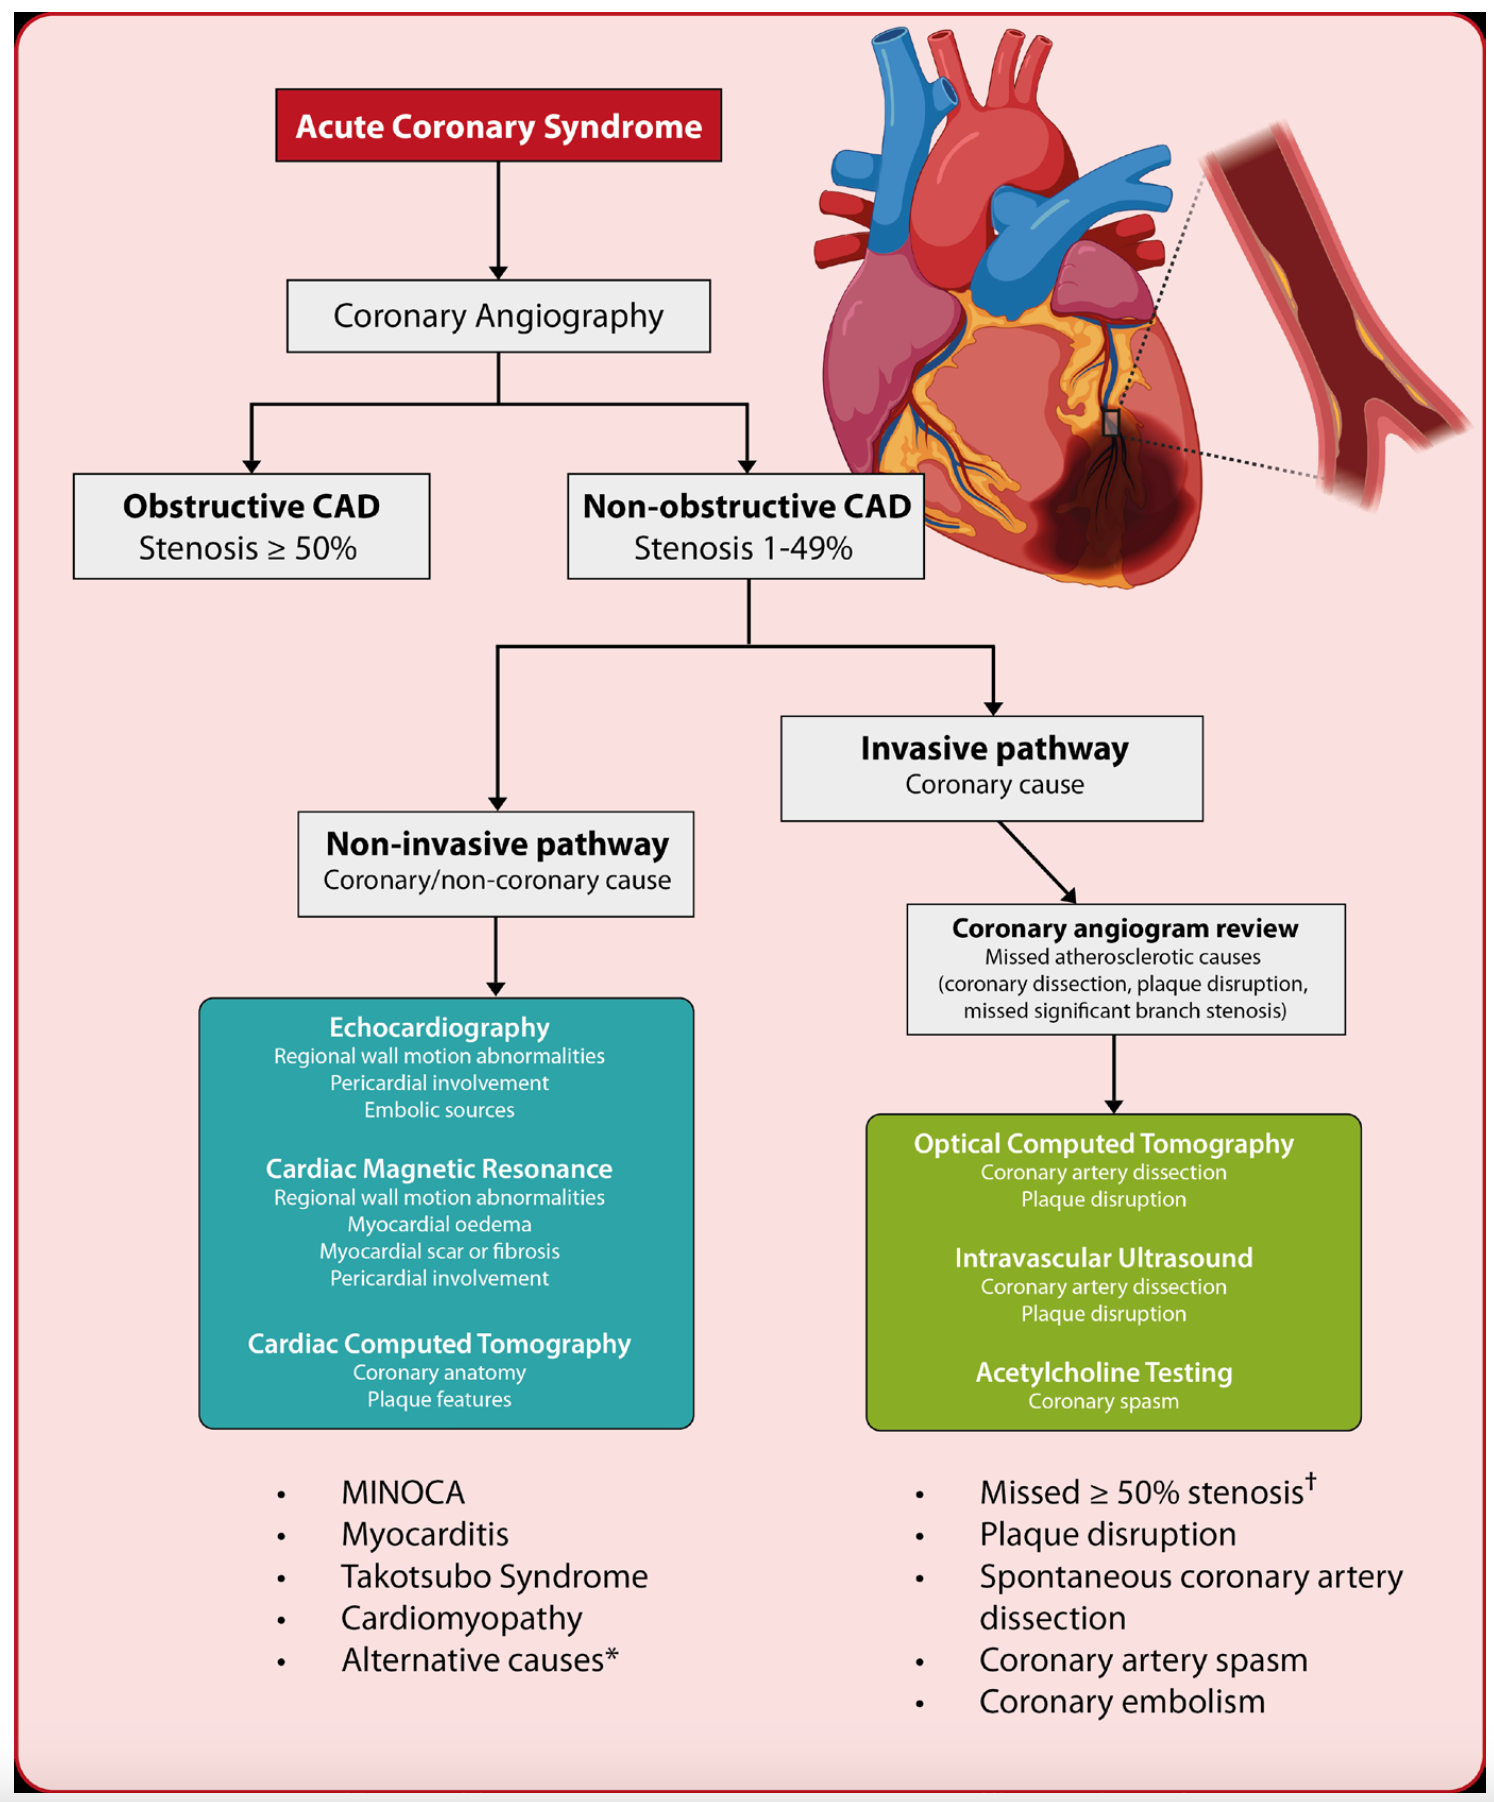 Acute Coronary Syndrome
Coronary Angiography
Obstructive CAD
Stenosis ≥ 50%
Non-obstructive CAD
Stenosis 1-49%
Invasive pathway
Coronary cause
Non-invasive pathway
Coronary/non-coronary cause
Coronary angiogram review
Missed atherosclerotic causes
(coronary dissection, plaque disruption,
missed significant branch stenosis)
Echocardiography
Regional wall motion abnormalities
Pericardial involvement
Embolic sources
Cardiac Magnetic Resonance
Regional wall motion abnormalities
Myocardial oedema
Myocardial scar or fibrosis
Pericardial involvement
Cardiac Computed Tomography
Coronary anatomy
Plaque features
Optical Computed Tomography
Coronary artery dissection
Plaque disruption
Intravascular Ultrasound
Coronary artery dissection
Plaque disruption
Acetylcholine Testing
Coronary spasm
• MINOCA
• Myocarditis
• Takotsubo Syndrome
• Cardiomyopathy
• Alternative causes*
• Missed ≥ 50% stenosis†
• Plaque disruption
• Spontaneous coronary artery
dissection
• Coronary artery spasm
• Coronary embolism